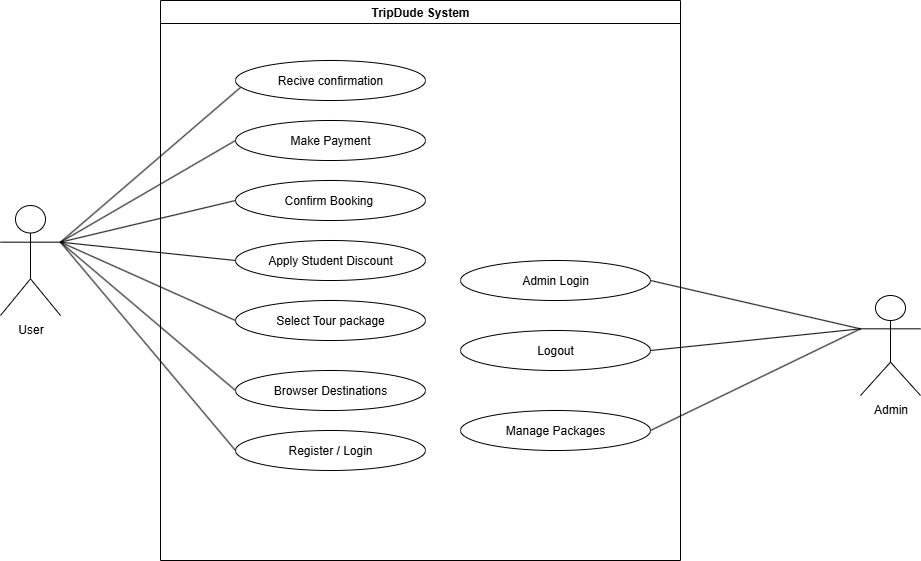 TripDude System
Recive confirmation
Make Payment
Confirm Booking
Apply Student Discount
Select Tour package
Browser Destinations
Register / Login
Admin Login
Logout
Manage Packages
User
Admin